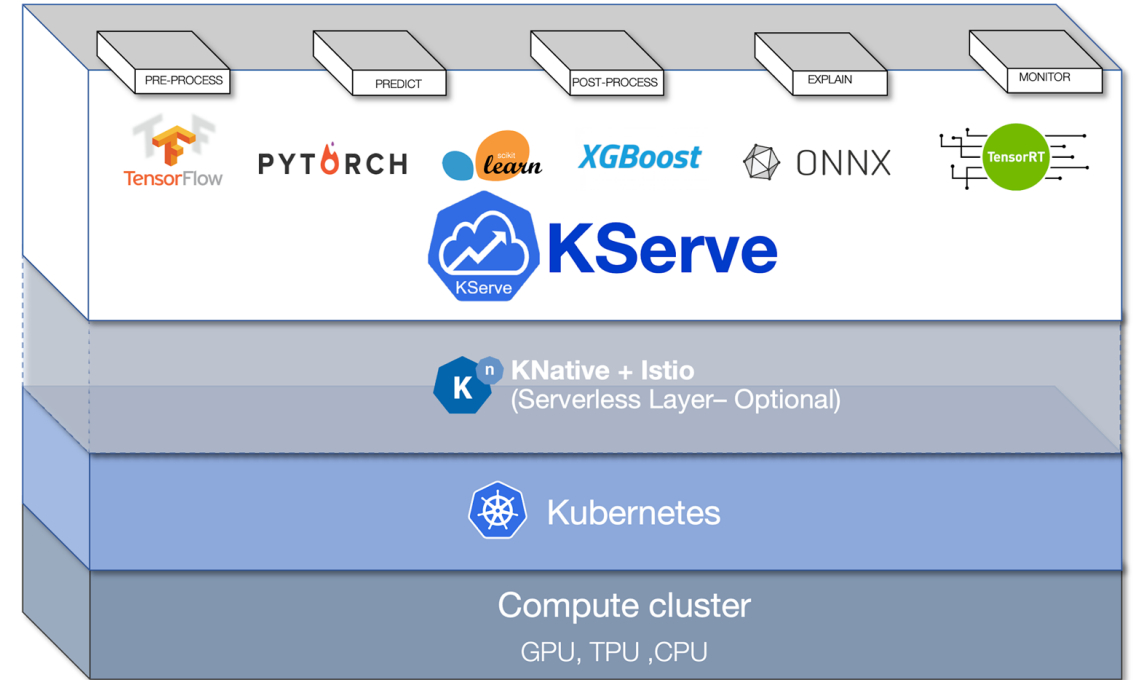 PRE-PROCESS
PREDICT
POST-PROCESS
EXPLAIN
MONITOR
TensorFlow
PYTORCH
scikit
learn
XGBoost
ONNX
TensorRT
KServe
KServe
K
n
KNative + Istio
(Serverless Layer– Optional)
Kubernetes
Compute cluster
GPU, TPU ,CPU